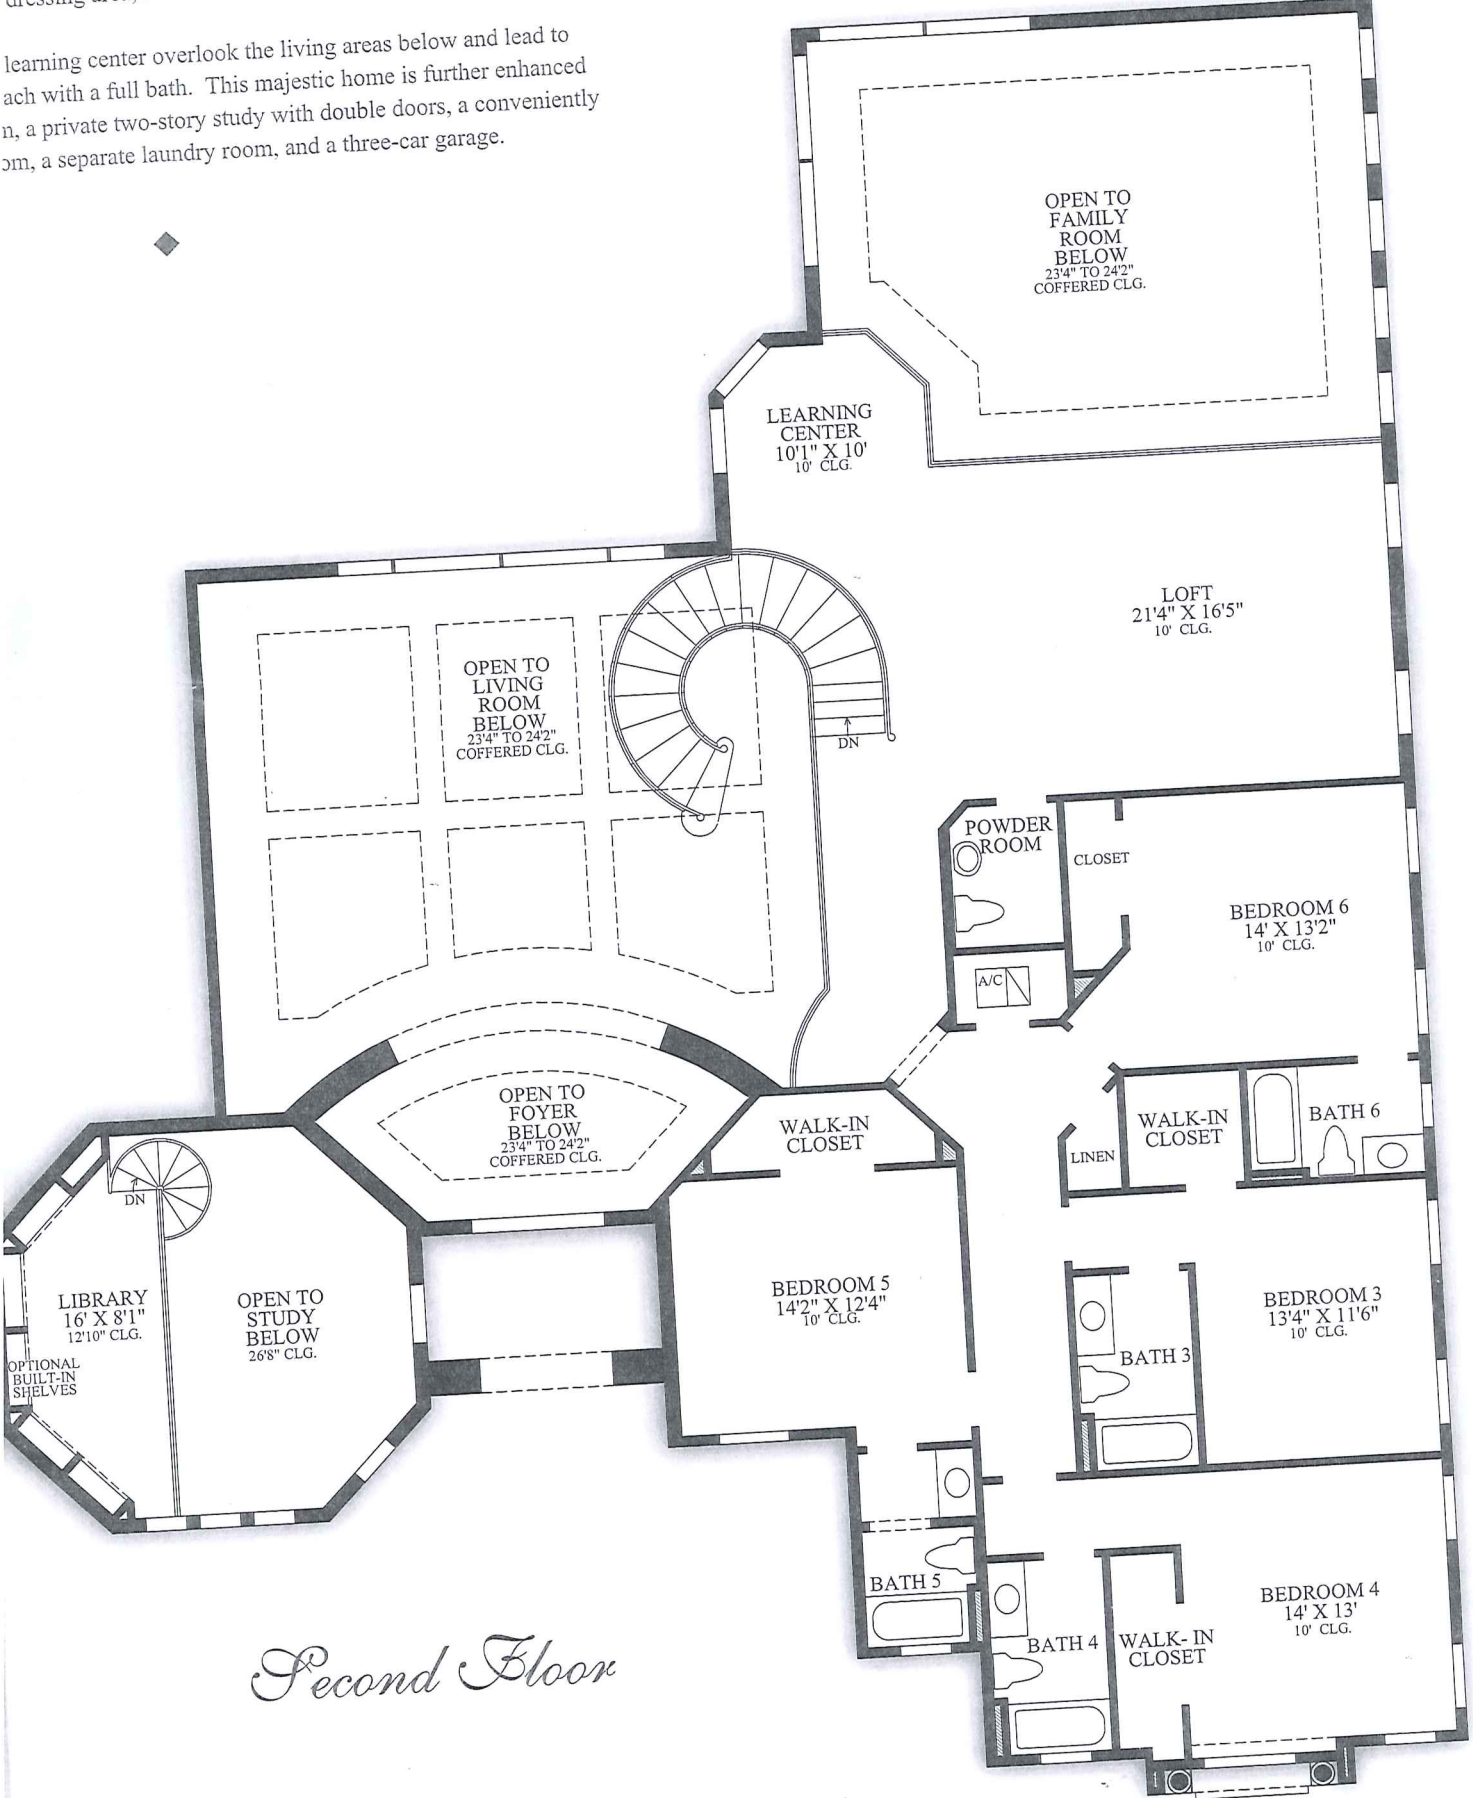 learning center overlook the living areas below and lead to
ach with a full bath. This majestic home is further enhanced
n, a private two-story study with double doors, a conveniently
om, a separate laundry room, and a three-car garage.
OPEN TO
FAMILY
ROOM
BELOW
23'4" TO 24'2"
COFFERED CLG.
LEARNING
CENTER
10'1" X 10'
10' CLG.
LOFT
21'4" X 16'5"
10' CLG.
OPEN TO
LIVING
ROOM
BELOW
23'4" TO 24'2"
COFFERED CLG.
DN
POWDER
ROOM
CLOSET
BEDROOM 6
14' X 13'2"
10' CLG.
A/C
OPEN TO
FOYER
BELOW
23'4" TO 24'2"
COFFERED CLG.
WALK-IN
CLOSET
LINEN
WALK-IN
CLOSET
BATH 6
DN
LIBRARY
16' X 8'1"
12'10" CLG.
OPTIONAL
BUILT-IN
SHELVES
OPEN TO
STUDY
BELOW
26'8" CLG.
BEDROOM 5
14'2" X 12'4"
10' CLG.
BATH 3
BEDROOM 3
13'4" X 11'6"
10' CLG.
BATH 5
BATH 4
WALK- IN
CLOSET
BEDROOM 4
14' X 13'
10' CLG.
Second Floor